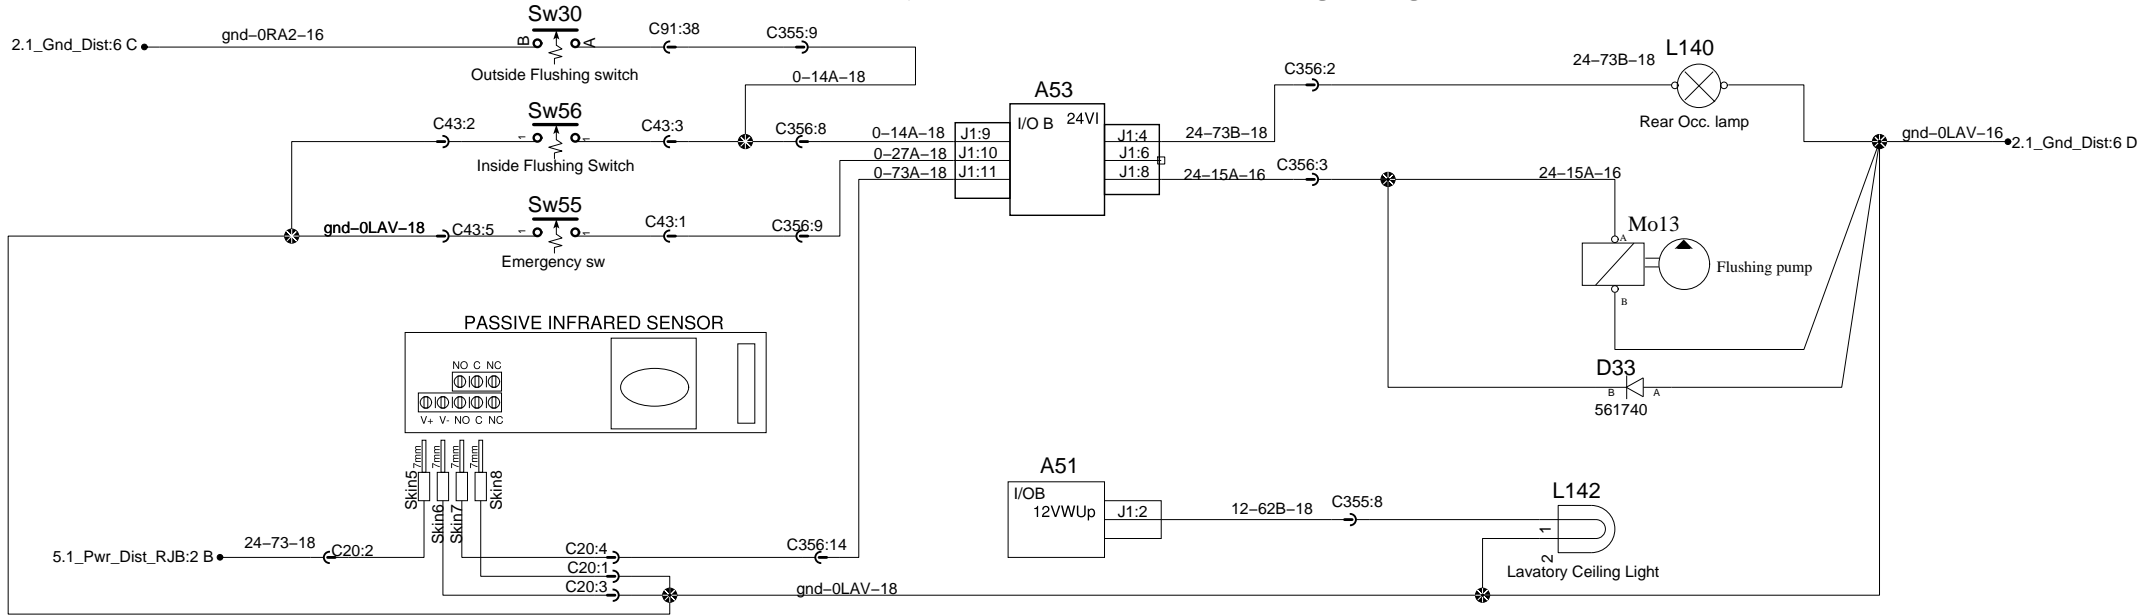 Sw30
C91:38
C355:9
gnd-0RA2-16
2.1_Gnd_Dist:6 C
B
A
Outside Flushing switch
0-14A-18
L140
24-73B-18
C356:2
A53
Sw56
I/O B
24VI
Rear Occ. lamp
C43:2
1
1
C43:3
C356:8
0-14A-18
J1:9
J1:4
24-73B-18
gnd-0LAV-16
2.1_Gnd_Dist:6 D
Inside Flushing Switch
0-27A-18
J1:10
J1:6
0-73A-18
J1:11
J1:8
24-15A-16
C356:3
24-15A-16
Sw55
gnd-0LAV-18
C43:5
1
1
C43:1
C356:9
Emergency sw
Mo13
A
Flushing pump
B
PASSIVE INFRARED SENSOR
NO C NC
V+ V- NO C NC
D33
B
A
561740
7mm
7mm
7mm
7mm
Skin5
Skin6
Skin7
Skin8
A51
I/OB
12VWUp
J1:2
12-62B-18
C355:8
L142
1
2
Lavatory Ceiling Light
24-73-18
5.1_Pwr_Dist_RJB:2 B
C20:2
C20:4
C356:14
C20:1
C20:3
gnd-0LAV-18